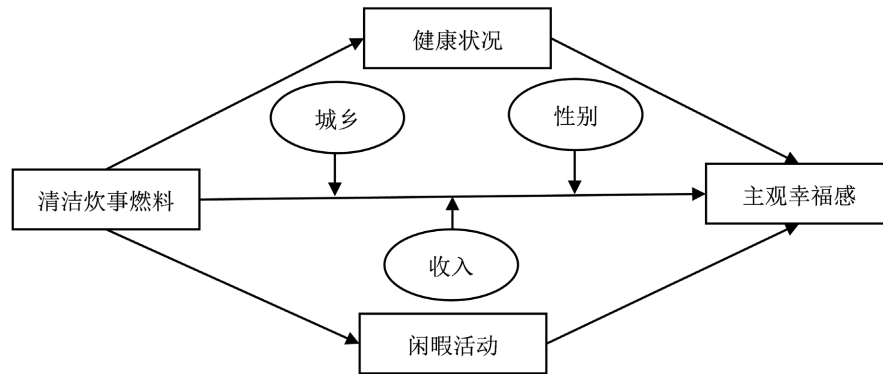 健康状况
城乡
性别
清洁炊事燃料
主观幸福感
收入
闲暇活动